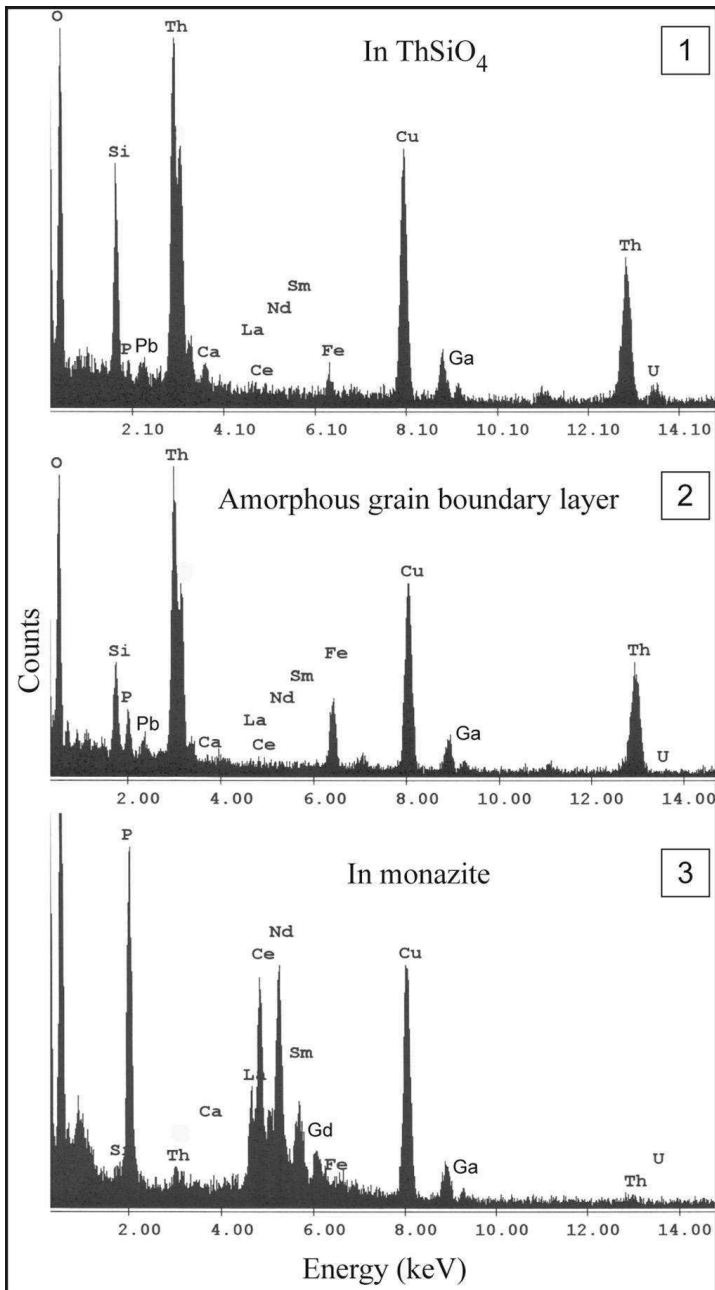 O
Th
In ThSiO4
1
Si
Cu
Th
Sm
Nd
La
P Pb
Ca
Ce
Fe
Ga
U
2.10 4.10 6.10 8.10 10.10 12.10 14.10
O
Th
Amorphous grain boundary layer
2
Cu
Si
Fe
Th
Sm
P
Nd
Pb
La
Ca
Ce
Ga
U
2.00 4.00 6.00 8.00 10.00 12.00 14.00
P
In monazite
3
Nd
Ce
Cu
Sm
La
Ca
Gd
Si
Th
Fe
Ga
U
Th
2.00 4.00 6.00 8.00 10.00 12.00 14.00
Counts
Energy (keV)